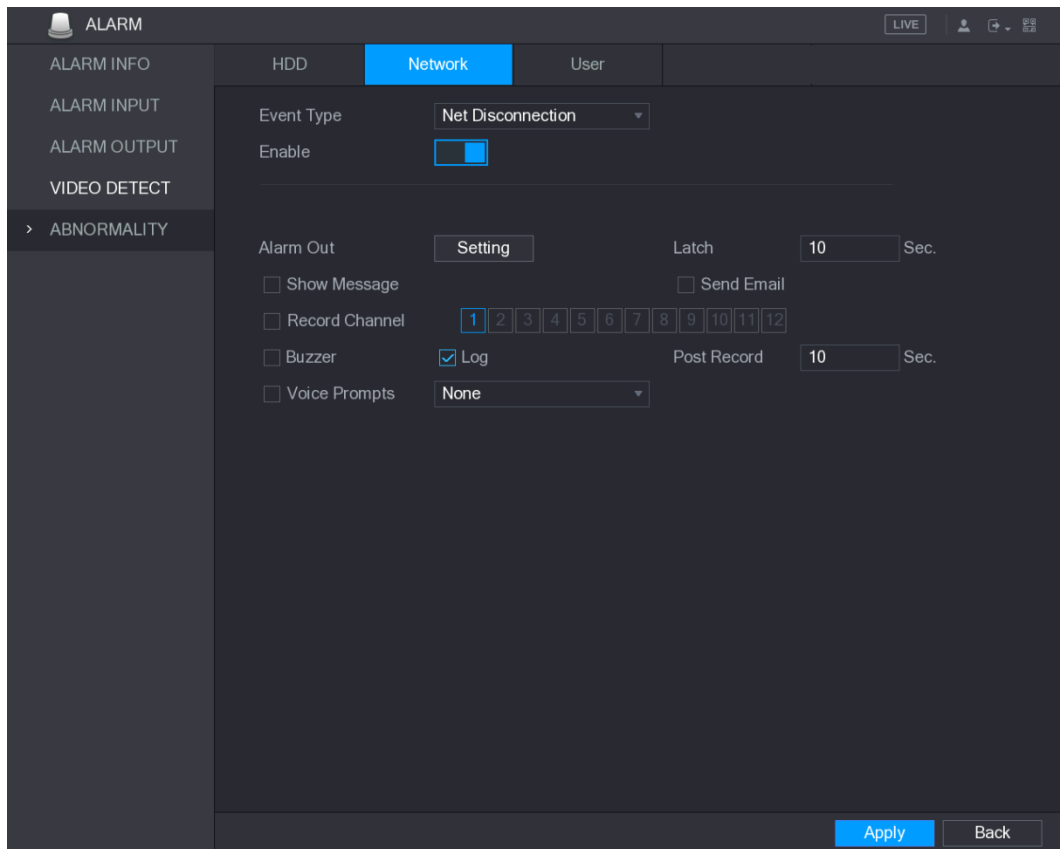 ALARM LIVE
ALARM INFO
ALARM INPUT
ALARM OUTPUT
VIDEO DETECT
> ABNORMALITY
HDD Network User
Event Type Net Disconnection
Enable
Alarm Out Setting Latch 10 Sec.
Show Message Send Email
Record Channel 1 2 3 4 5 6 7 8 9 10 11 12
Buzzer Log Post Record 10 Sec.
Voice Prompts None
Apply Back